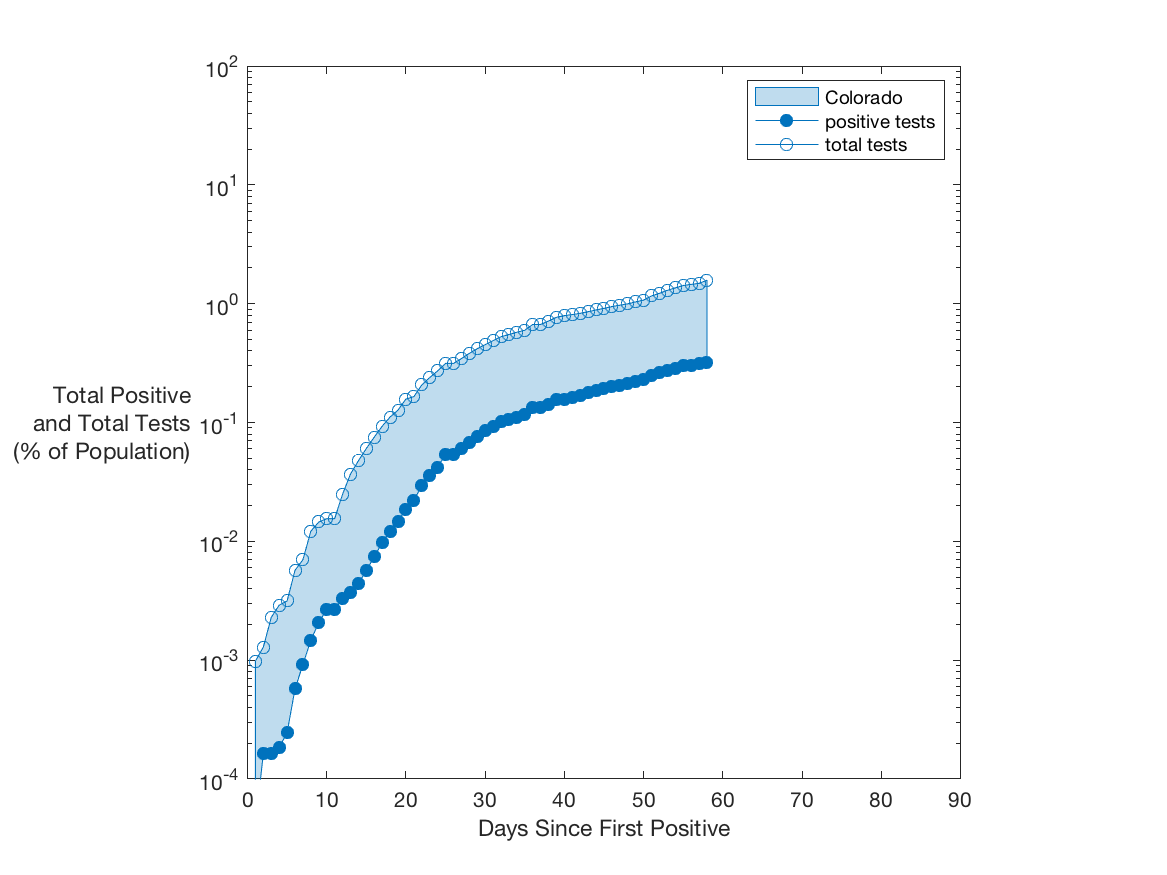 10^2
10^1
10^0
10^-1
10^-2
10^-3
10^-4
Total Positive
and Total Tests
(% of Population)
Colorado
positive tests
total tests
0 10 20 30 40 50 60 70 80 90
Days Since First Positive